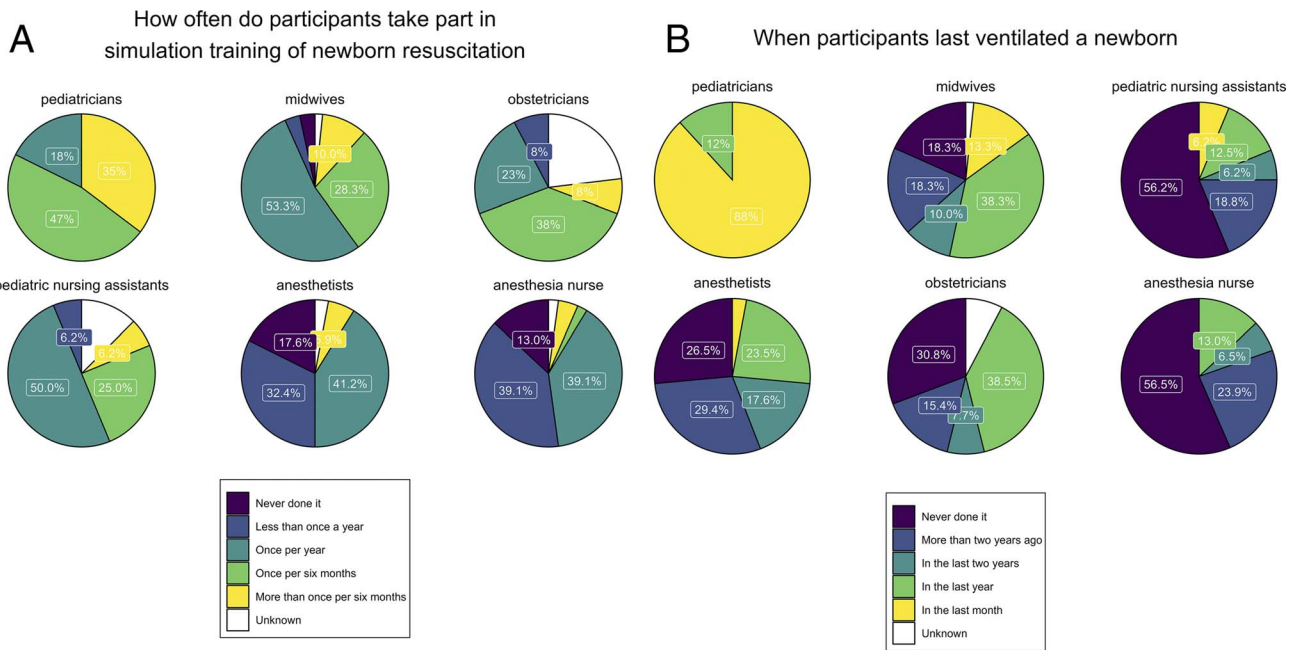 A
How often do participants take part in
simulation training of newborn resuscitation
pediatricians
midwives
obstetricians
18%
35%
47%
10.0%
28.3%
53.3%
8%
23%
8%
38%
pediatric nursing assistants
anesthetists
anesthesia nurse
6.2%
6.2%
50.0%
25.0%
17.6%
5.9%
32.4%
41.2%
13.0%
39.1%
39.1%
Never done it
Less than once a year
Once per year
Once per six months
More than once per six months
Unknown
B
When participants last ventilated a newborn
pediatricians
midwives
pediatric nursing assistants
12%
88%
18.3%
13.3%
18.3%
10.0%
38.3%
6.2%
12.5%
6.2%
56.2%
18.8%
anesthetists
obstetricians
anesthesia nurse
26.5%
23.5%
29.4%
17.6%
30.8%
38.5%
15.4%
7.7%
13.0%
6.5%
56.5%
23.9%
Never done it
More than two years ago
In the last two years
In the last year
In the last month
Unknown